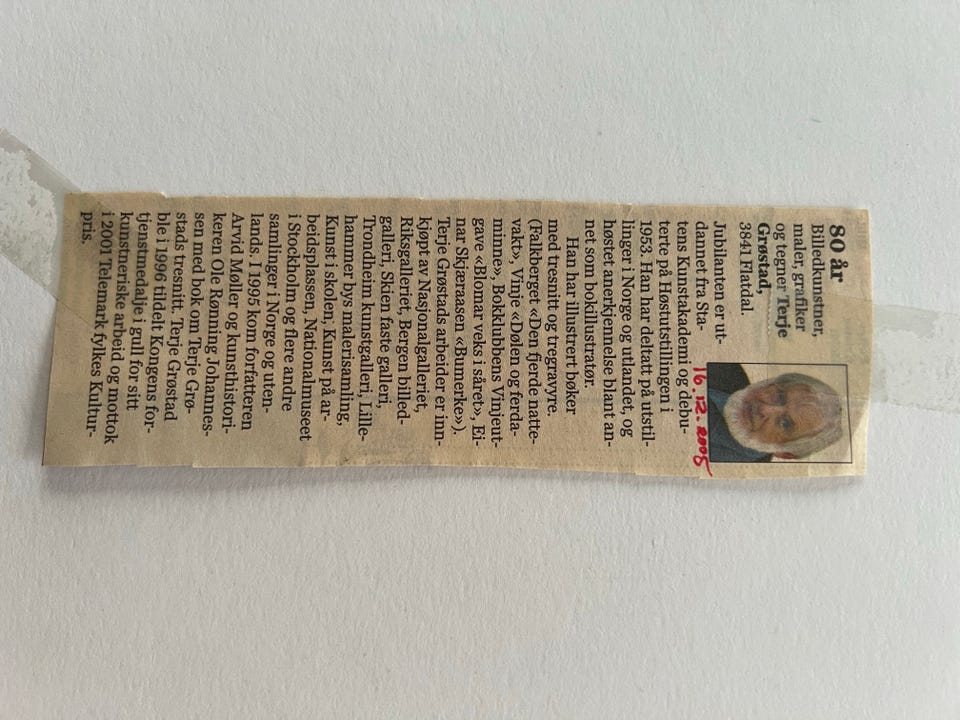 80 år
Billedkunstner,
maler, grafiker
og tegner Terje
Grøstad,
3841 Flatdal.
Jubilanten er ut-
dannet fra Sta-
tens Kunstakademi og debu-
terte på Høstutstillingen i
1953. Han har deltatt på utstil-
linger i Norge og utlandet, og
høstet anerkjennelse blant an-
net som bokillustratør.
Han har illustrert bøker
med tresnitt og tregravyre.
(Falkberget «Den fjerde natte-
vakt», Vinje «Dølen og ferda-
minne», Bokklubbens Vinjeut-
gave «Blomar veks i såret», Ei-
nar Skjæraasen «Bumerke»).
Terje Grøstads arbeider er inn-
kjøpt av Nasjonalgalleriet,
Riksgalleriet, Bergen billed-
galleri, Skien faste galleri,
Trondheim kunstgalleri, Lille-
hammer bys malerisamling,
Kunst i skolen, Kunst på ar-
beidsplassen, Nationalmuseet
i Stockholm og flere andre
samlinger i Norge og uten-
lands. I 1995 kom forfatteren
Arvid Møller og kunsthistori-
keren Ole Rønning Johannes-
sen med bok om Terje Grø-
stads tresnitt. Terje Grøstad
ble i 1996 tildelt Kongens for-
tjenstmedalje i gull for sitt
kunstneriske arbeid og mottok
i 2001 Telemark fylkes Kultur-
pris.
16.12.2005